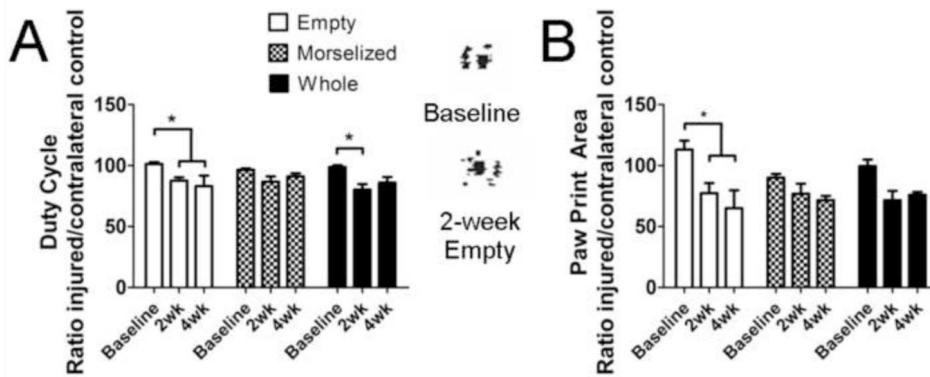 A
Empty
Morselized
Whole
Duty Cycle
Ratio injured/contralateral control
150
100
50
0
*
*
Baseline
2wk
4wk
Baseline
2wk
4wk
Baseline
2wk
4wk
Baseline
2-week
Empty
B
Paw Print Area
Ratio injured/contralateral control
150
100
50
0
*
Baseline
2wk
4wk
Baseline
2wk
4wk
Baseline
2wk
4wk